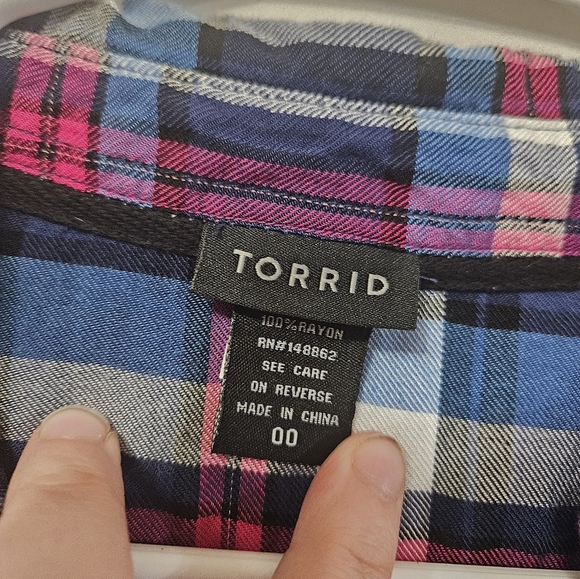 TORRID
100%RAYON
RN#148862
SEE CARE
ON REVERSE
MADE IN CHINA
00